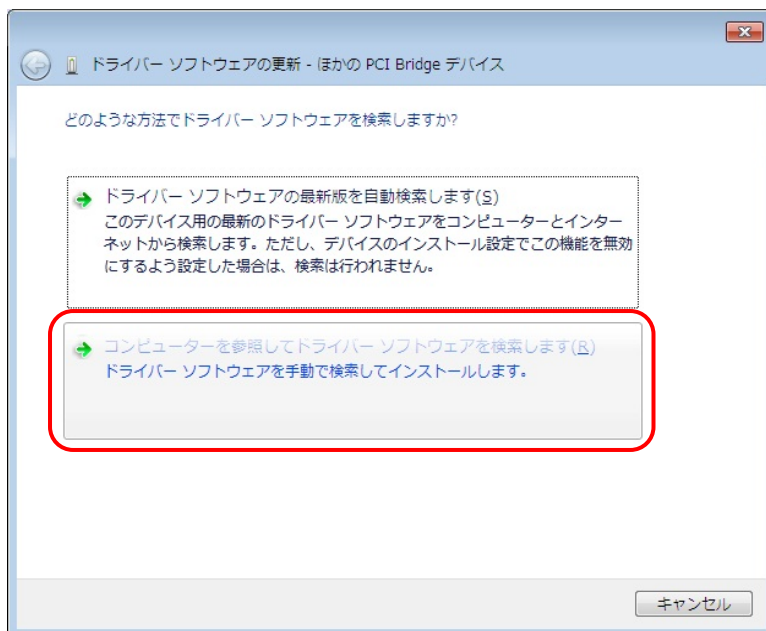 ドライバー ソフトウェアの更新 - ほかの PCI Bridge デバイス
どのような方法でドライバー ソフトウェアを検索しますか?
ドライバー ソフトウェアの最新版を自動検索します(S)
このデバイス用の最新のドライバー ソフトウェアをコンピューターとインター
ネットから検索します。ただし、デバイスのインストール設定でこの機能を無効
にするよう設定した場合は、検索は行われません。
コンピューターを参照してドライバー ソフトウェアを検索します(R)
ドライバー ソフトウェアを手動で検索してインストールします。
キャンセル